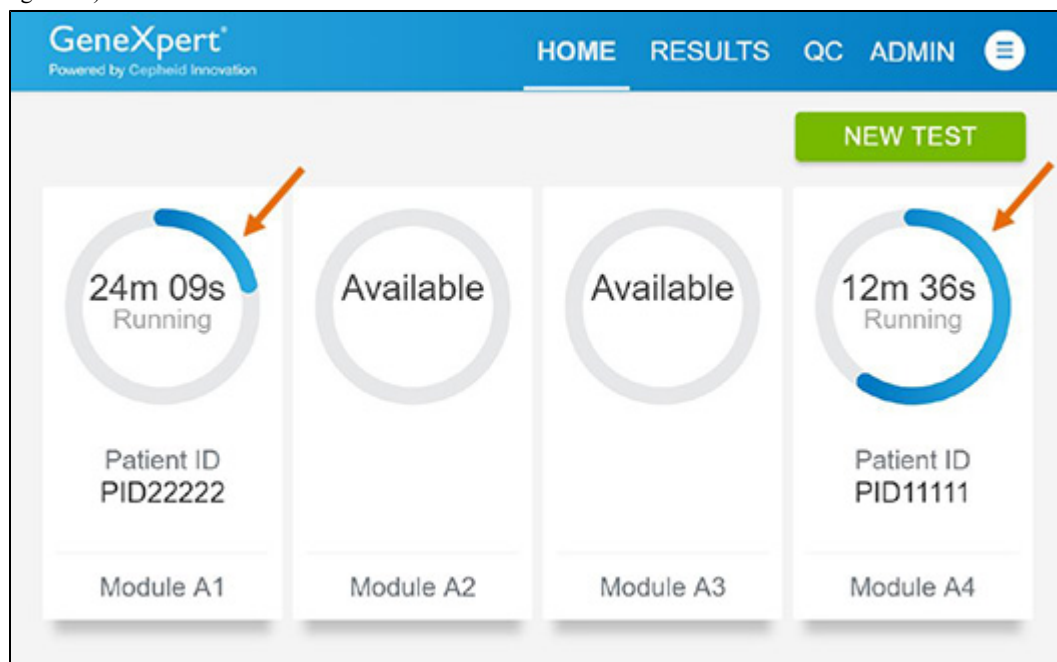 GeneXpert®
Powered by Cepheid Innovation
HOME RESULTS QC ADMIN
NEW TEST
24m 09s
Running
Patient ID
PID22222
Module A1
Available
Module A2
Available
Module A3
12m 36s
Running
Patient ID
PID11111
Module A4